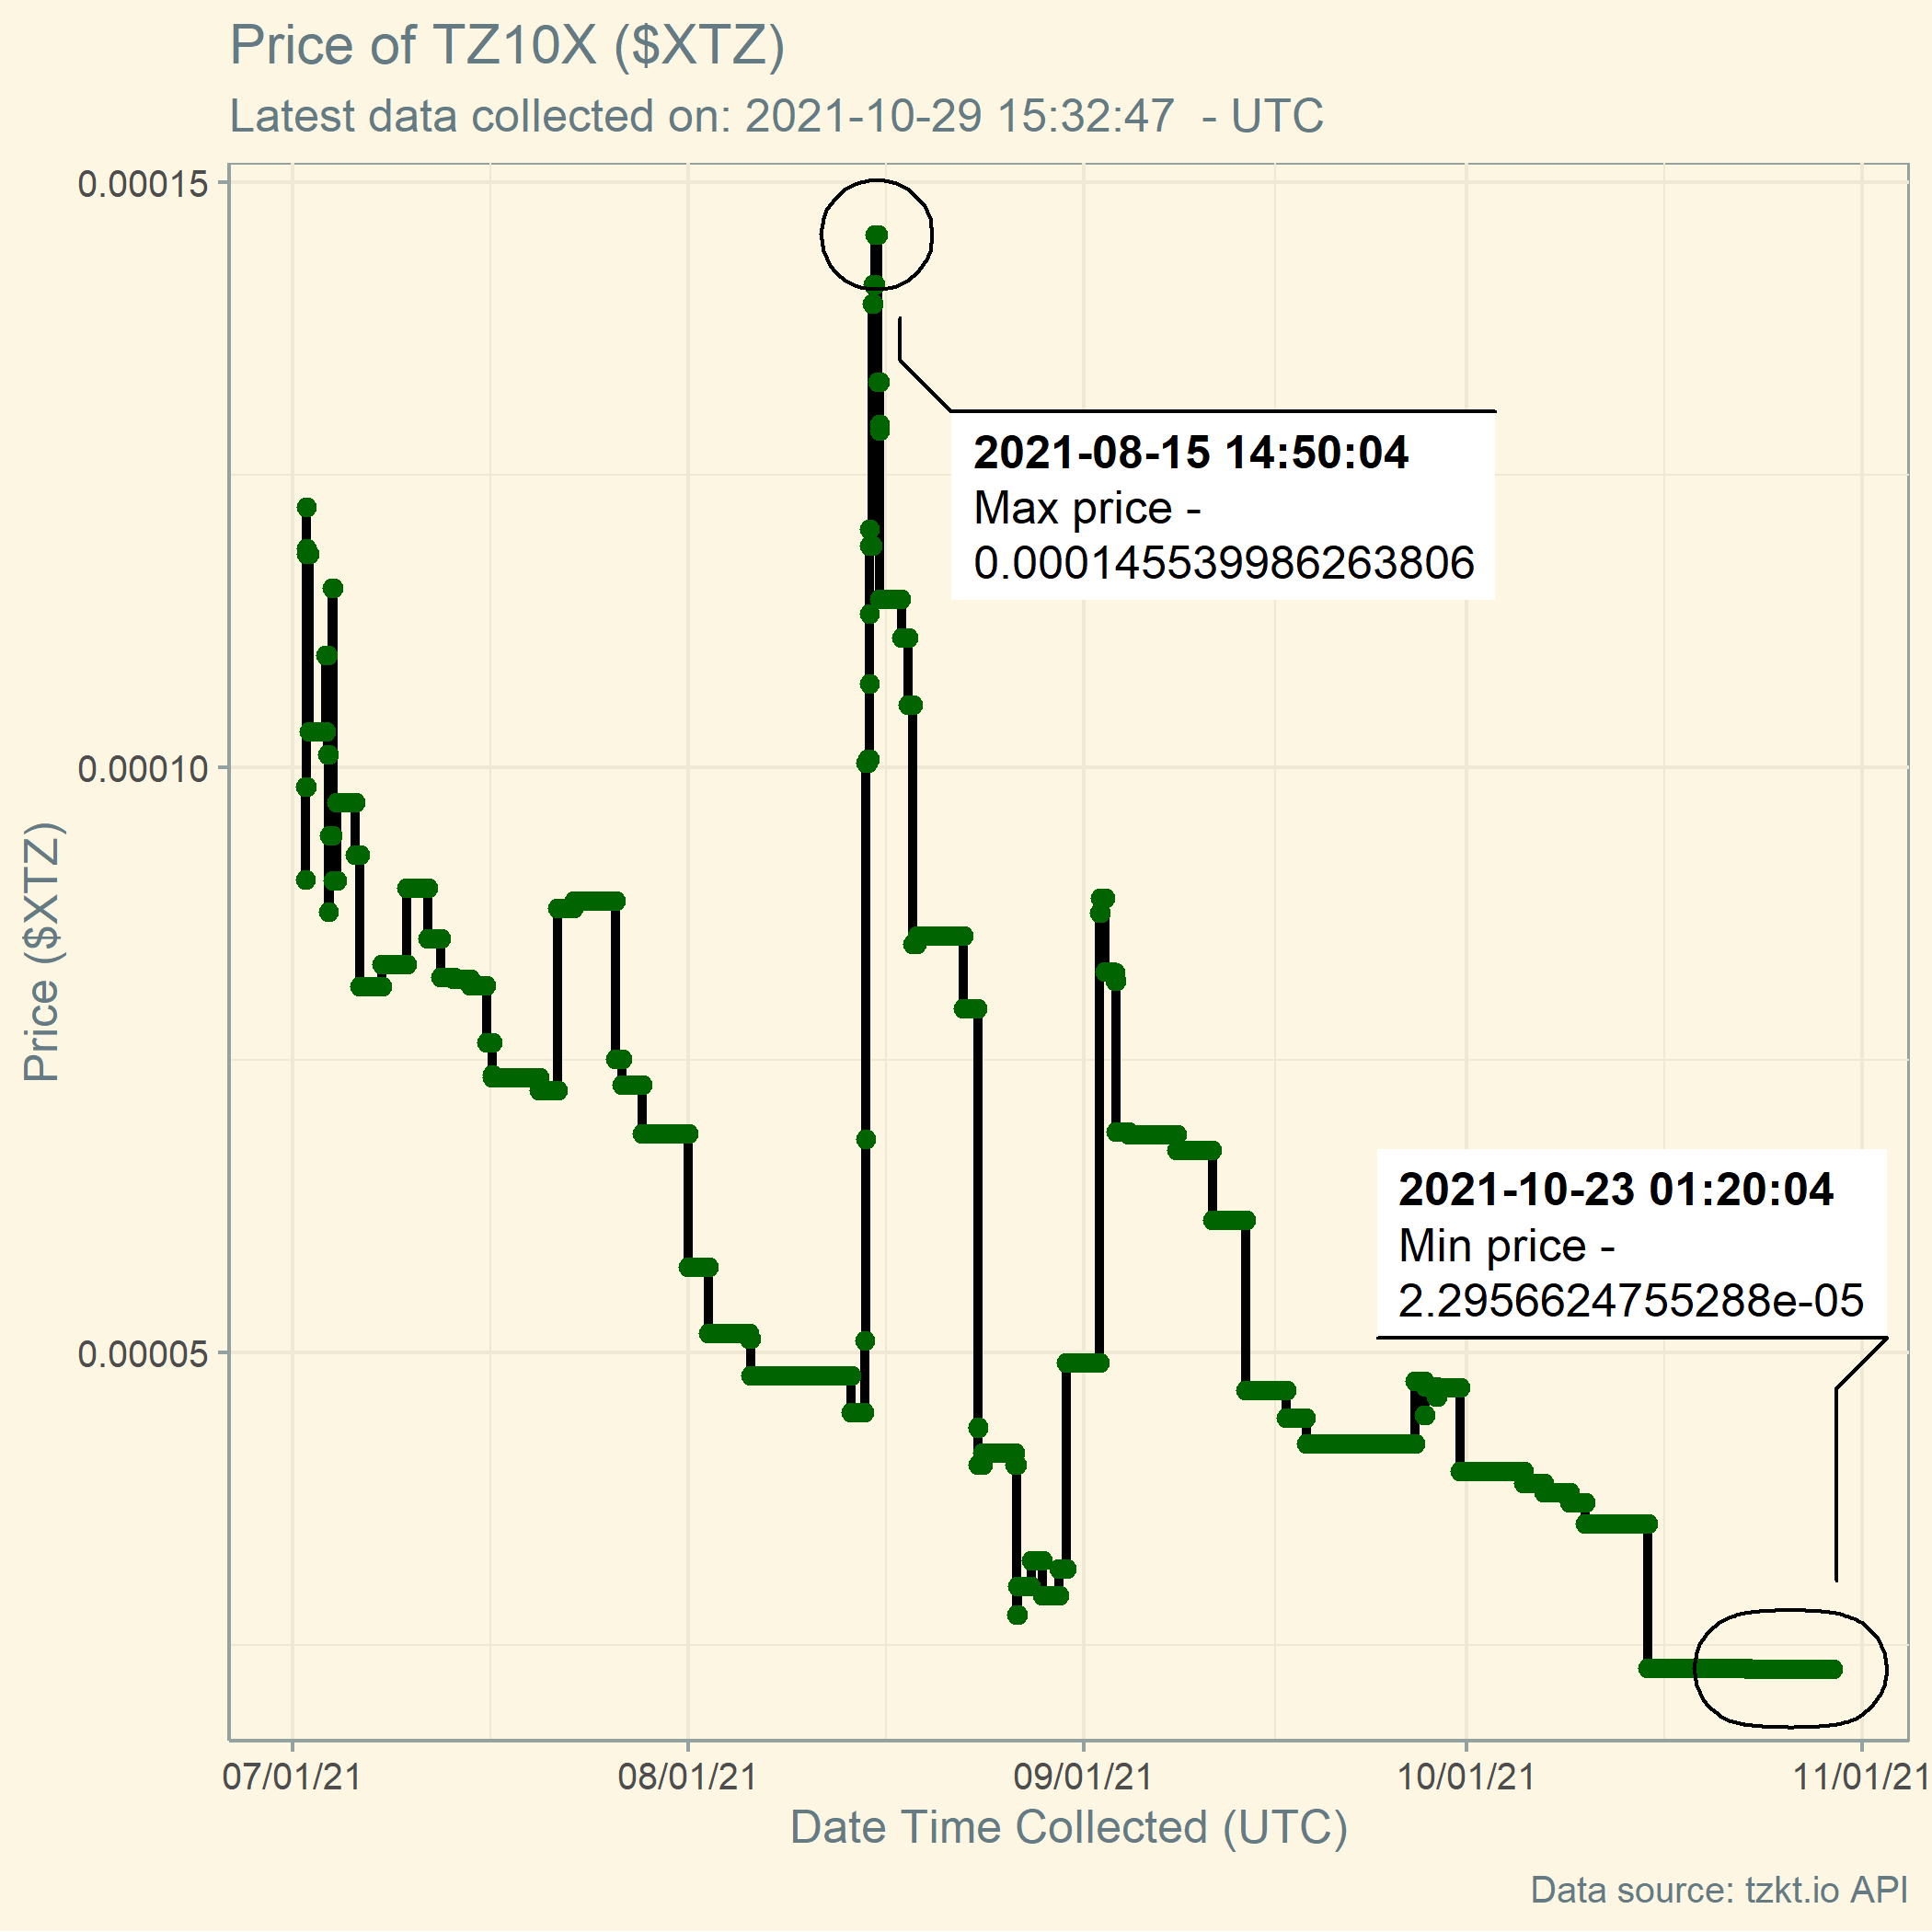 Price of TZ10X ($XTZ)
Latest data collected on: 2021-10-29 15:32:47  - UTC
0.00015
0.00010
0.00005
Price ($XTZ)
2021-08-15 14:50:04
Max price -
0.000145539986263806
2021-10-23 01:20:04
Min price -
2.2956624755288e-05
07/01/21
08/01/21
09/01/21
10/01/21
11/01/21
Date Time Collected (UTC)
Data source: tzkt.io API